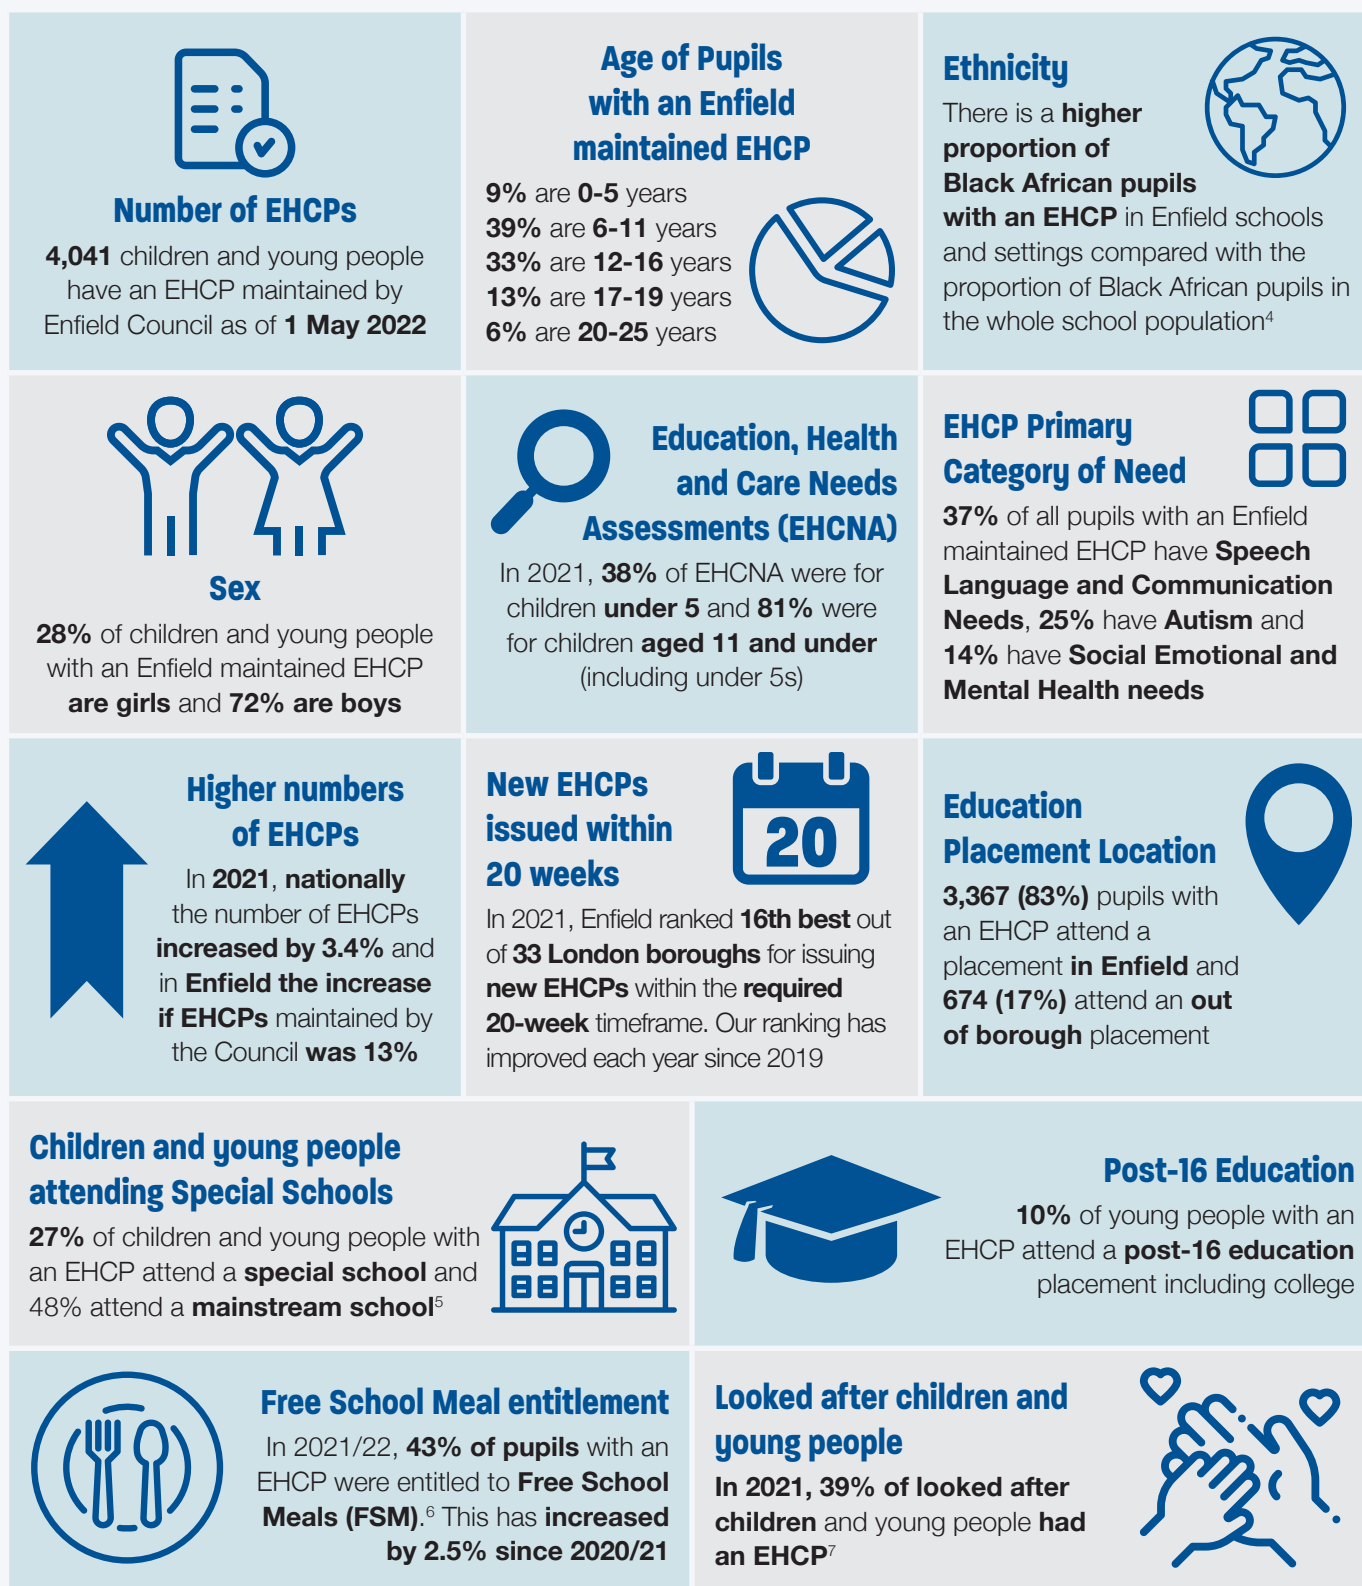 Number of EHCPs
4,041 children and young people
have an EHCP maintained by
Enfield Council as of 1 May 2022
Age of Pupils
with an Enfield
maintained EHCP
9% are 0-5 years
39% are 6-11 years
33% are 12-16 years
13% are 17-19 years
6% are 20-25 years
Ethnicity
There is a higher
proportion of
Black African pupils
with an EHCP in Enfield schools
and settings compared with the
proportion of Black African pupils in
the whole school population⁴
Sex
28% of children and young people
with an Enfield maintained EHCP
are girls and 72% are boys
Education, Health
and Care Needs
Assessments (EHCNA)
In 2021, 38% of EHCNA were for
children under 5 and 81% were
for children aged 11 and under
(including under 5s)
EHCP Primary
Category of Need
37% of all pupils with an Enfield
maintained EHCP have Speech
Language and Communication
Needs, 25% have Autism and
14% have Social Emotional and
Mental Health needs
Higher numbers
of EHCPs
In 2021, nationally
the number of EHCPs
increased by 3.4% and
in Enfield the increase
if EHCPs maintained by
the Council was 13%
New EHCPs
issued within
20 weeks
20
In 2021, Enfield ranked 16th best out
of 33 London boroughs for issuing
new EHCPs within the required
20-week timeframe. Our ranking has
improved each year since 2019
Education
Placement Location
3,367 (83%) pupils with
an EHCP attend a
placement in Enfield and
674 (17%) attend an out
of borough placement
Children and young people
attending Special Schools
27% of children and young people with
an EHCP attend a special school and
48% attend a mainstream school⁵
Post-16 Education
10% of young people with an
EHCP attend a post-16 education
placement including college
Free School Meal entitlement
In 2021/22, 43% of pupils with an
EHCP were entitled to Free School
Meals (FSM).⁶ This has increased
by 2.5% since 2020/21
Looked after children and
young people
In 2021, 39% of looked after
children and young people had
an EHCP⁷